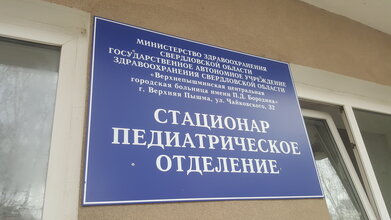 МИНИСТЕРСТВО ЗДРАВООХРАНЕНИЯ
СВЕРДЛОВСКОЙ ОБЛАСТИ
ГОСУДАРСТВЕННОЕ АВТОНОМНОЕ УЧРЕЖДЕНИЕ
ЗДРАВООХРАНЕНИЯ СВЕРДЛОВСКОЙ ОБЛАСТИ
«Верхнепышминская центральная
городская больница имени П.Д. Бородина»
г. Верхняя Пышма, ул. Чайковского, 32
СТАЦИОНАР
ПЕДИАТРИЧЕСКОЕ
ОТДЕЛЕНИЕ